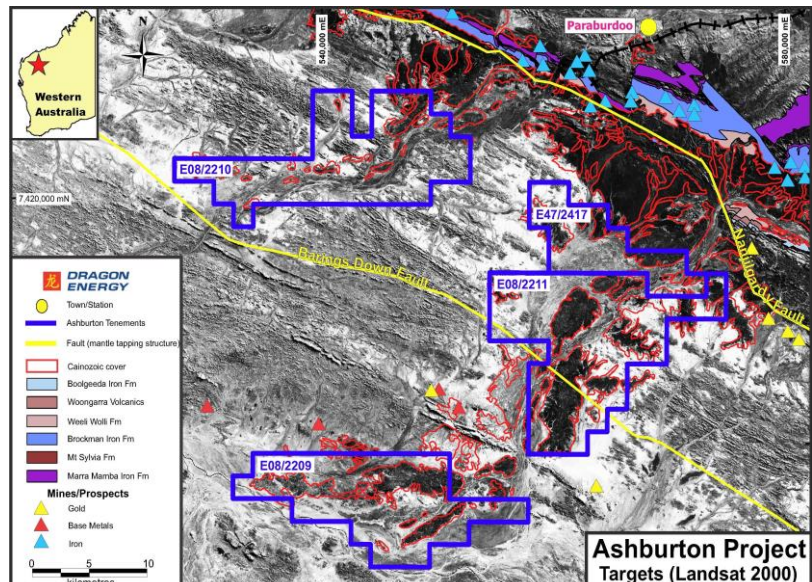 540,000 mE
580,000 mE
N
Paraburdoo
Western
Australia
E08/2210
7,420,000 mN
E47/2417
Barings Down Fault
Nanjilgardy Fault
E08/2211
E08/2209
龙 DRAGON
ENERGY
Town/Station
Ashburton Tenements
Fault (mantle tapping structure)
Cainozoic cover
Boolgeeda Iron Fm
Woongarra Volcanics
Weeli Wolli Fm
Brockman Iron Fm
Mt Sylvia Fm
Marra Mamba Iron Fm
Mines/Prospects
Gold
Base Metals
Iron
0 5 10
kilometres
Ashburton Project
Targets (Landsat 2000)